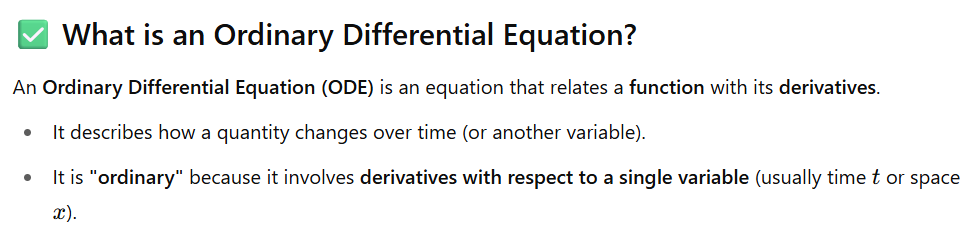 ✅ What is an Ordinary Differential Equation?
An Ordinary Differential Equation (ODE) is an equation that relates a function with its derivatives.
• It describes how a quantity changes over time (or another variable).
• It is "ordinary" because it involves derivatives with respect to a single variable (usually time t or space
x).